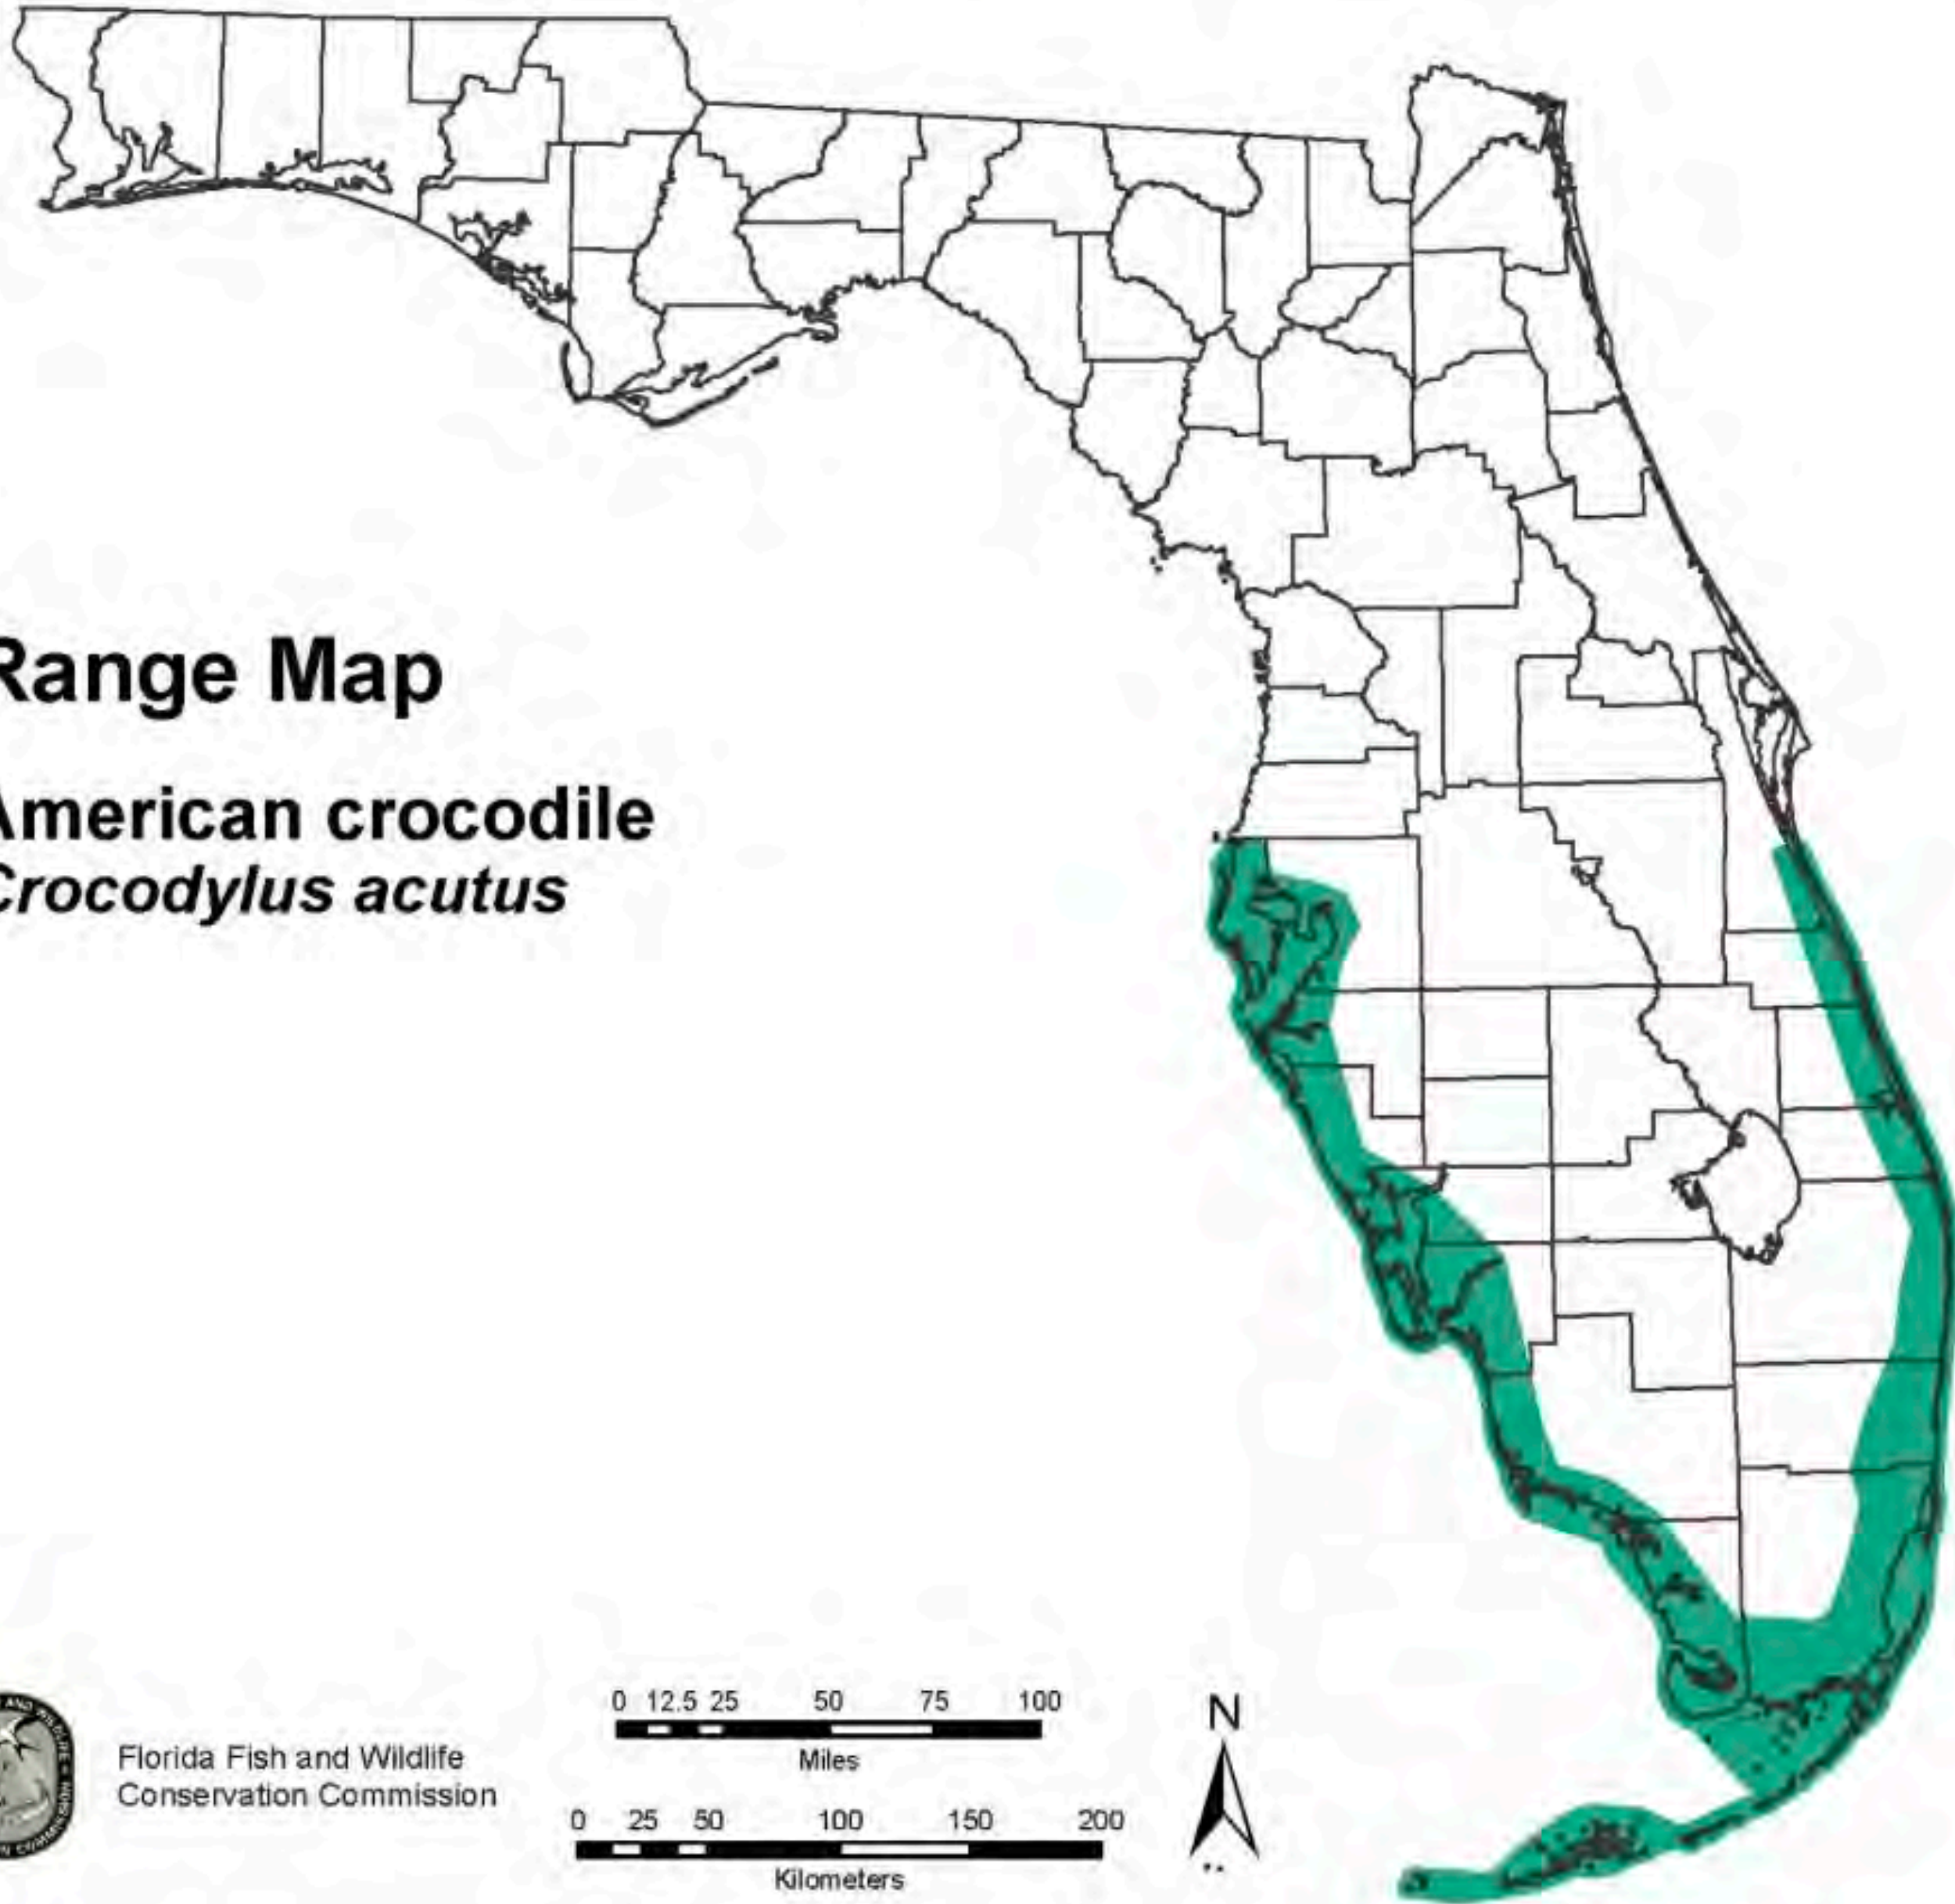 Range Map
American crocodile
Crocodylus acutus
Florida Fish and Wildlife
Conservation Commission
0 12.5 25 50 75 100
Miles
0 25 50 100 150 200
Kilometers
N